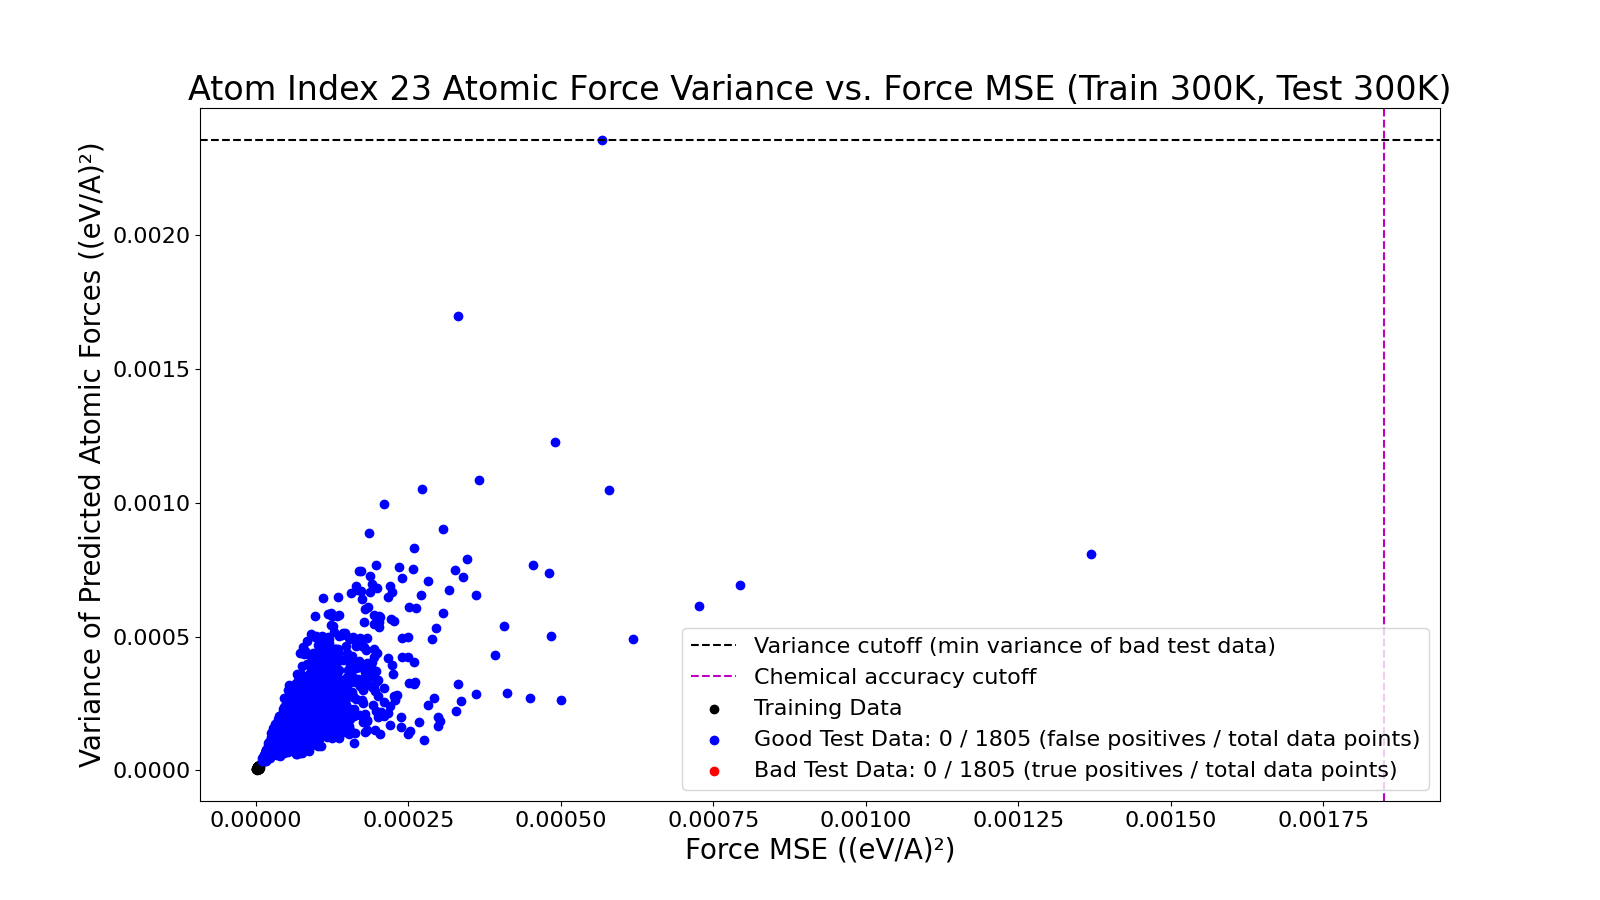 Atom Index 23 Atomic Force Variance vs. Force MSE (Train 300K, Test 300K)
Variance of Predicted Atomic Forces ((eV/A)²)
0.0020
0.0015
0.0010
0.0005
0.0000
Variance cutoff (min variance of bad test data)
Chemical accuracy cutoff
Training Data
Good Test Data: 0 / 1805 (false positives / total data points)
Bad Test Data: 0 / 1805 (true positives / total data points)
0.00000 0.00025 0.00050 0.00075 0.00100 0.00125 0.00150 0.00175
Force MSE ((eV/A)²)